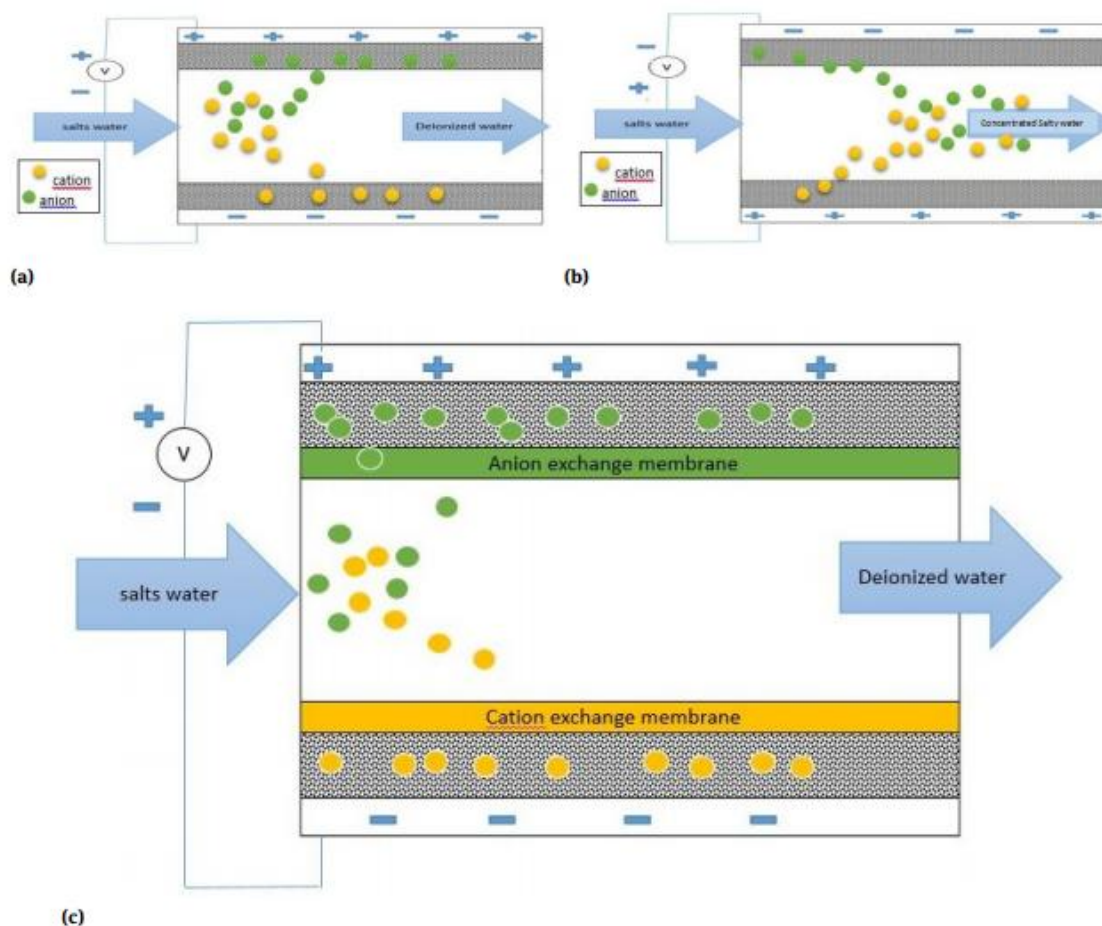 V
salts water
Deionized water
cation
anion
(a)
V
salts water
Concentrated Salty water
cation
anion
(b)
V
Anion exchange membrane
salts water
Deionized water
Cation exchange membrane
(c)